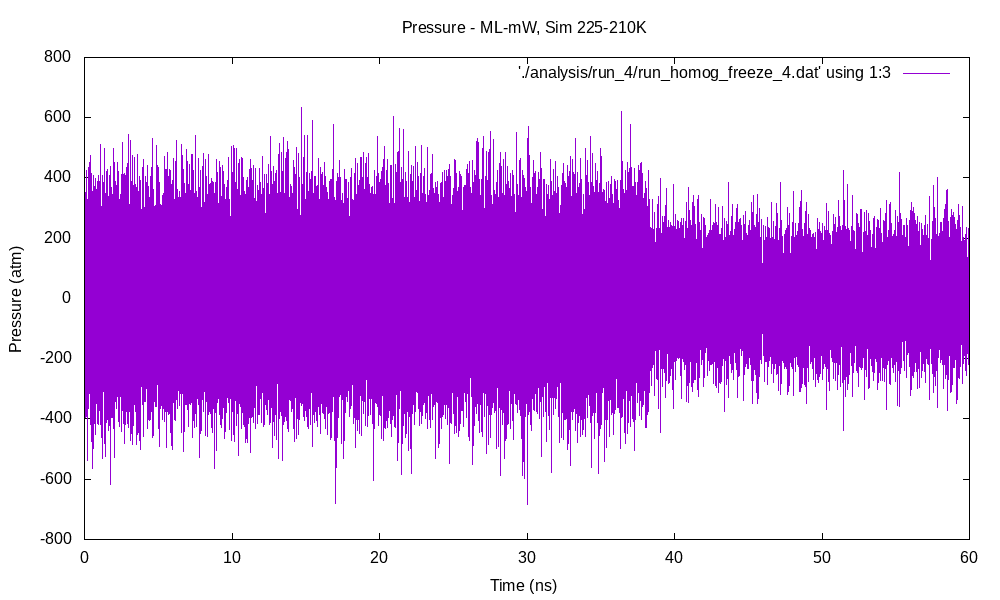 Pressure - ML-mW, Sim 225-210K
'./analysis/run_4/run_homog_freeze_4.dat' using 1:3
800
600
400
200
0
-200
-400
-600
-800
Pressure (atm)
0 10 20 30 40 50 60
Time (ns)